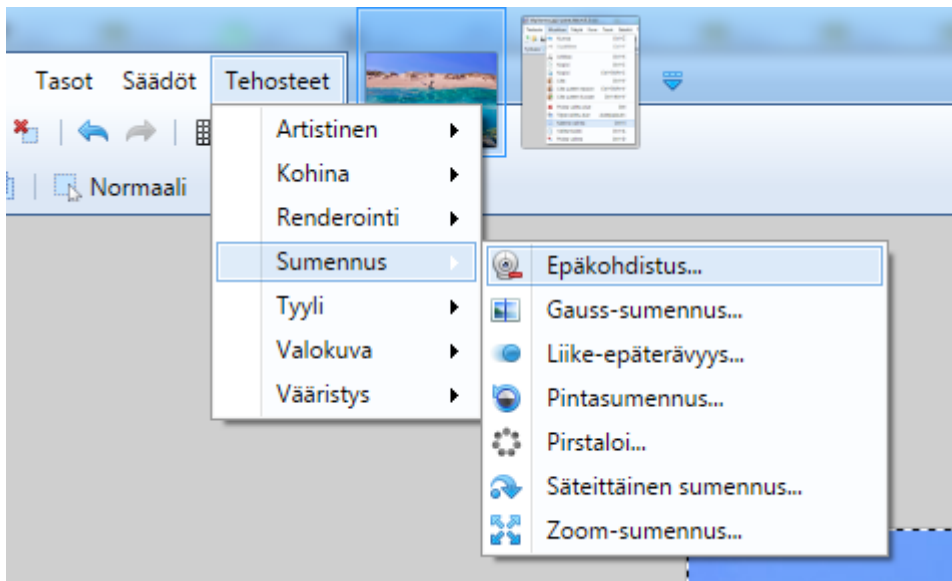 Tasot Säädöt Tehosteet
Normaali
Artistinen
Kohina
Renderointi
Sumennus
Tyyli
Valokuva
Vääristys
Epäkohdistus...
Gauss-sumennus...
Liike-epäterävyys...
Pintasumennus...
Pirstaloi...
Säteittäinen sumennus...
Zoom-sumennus...